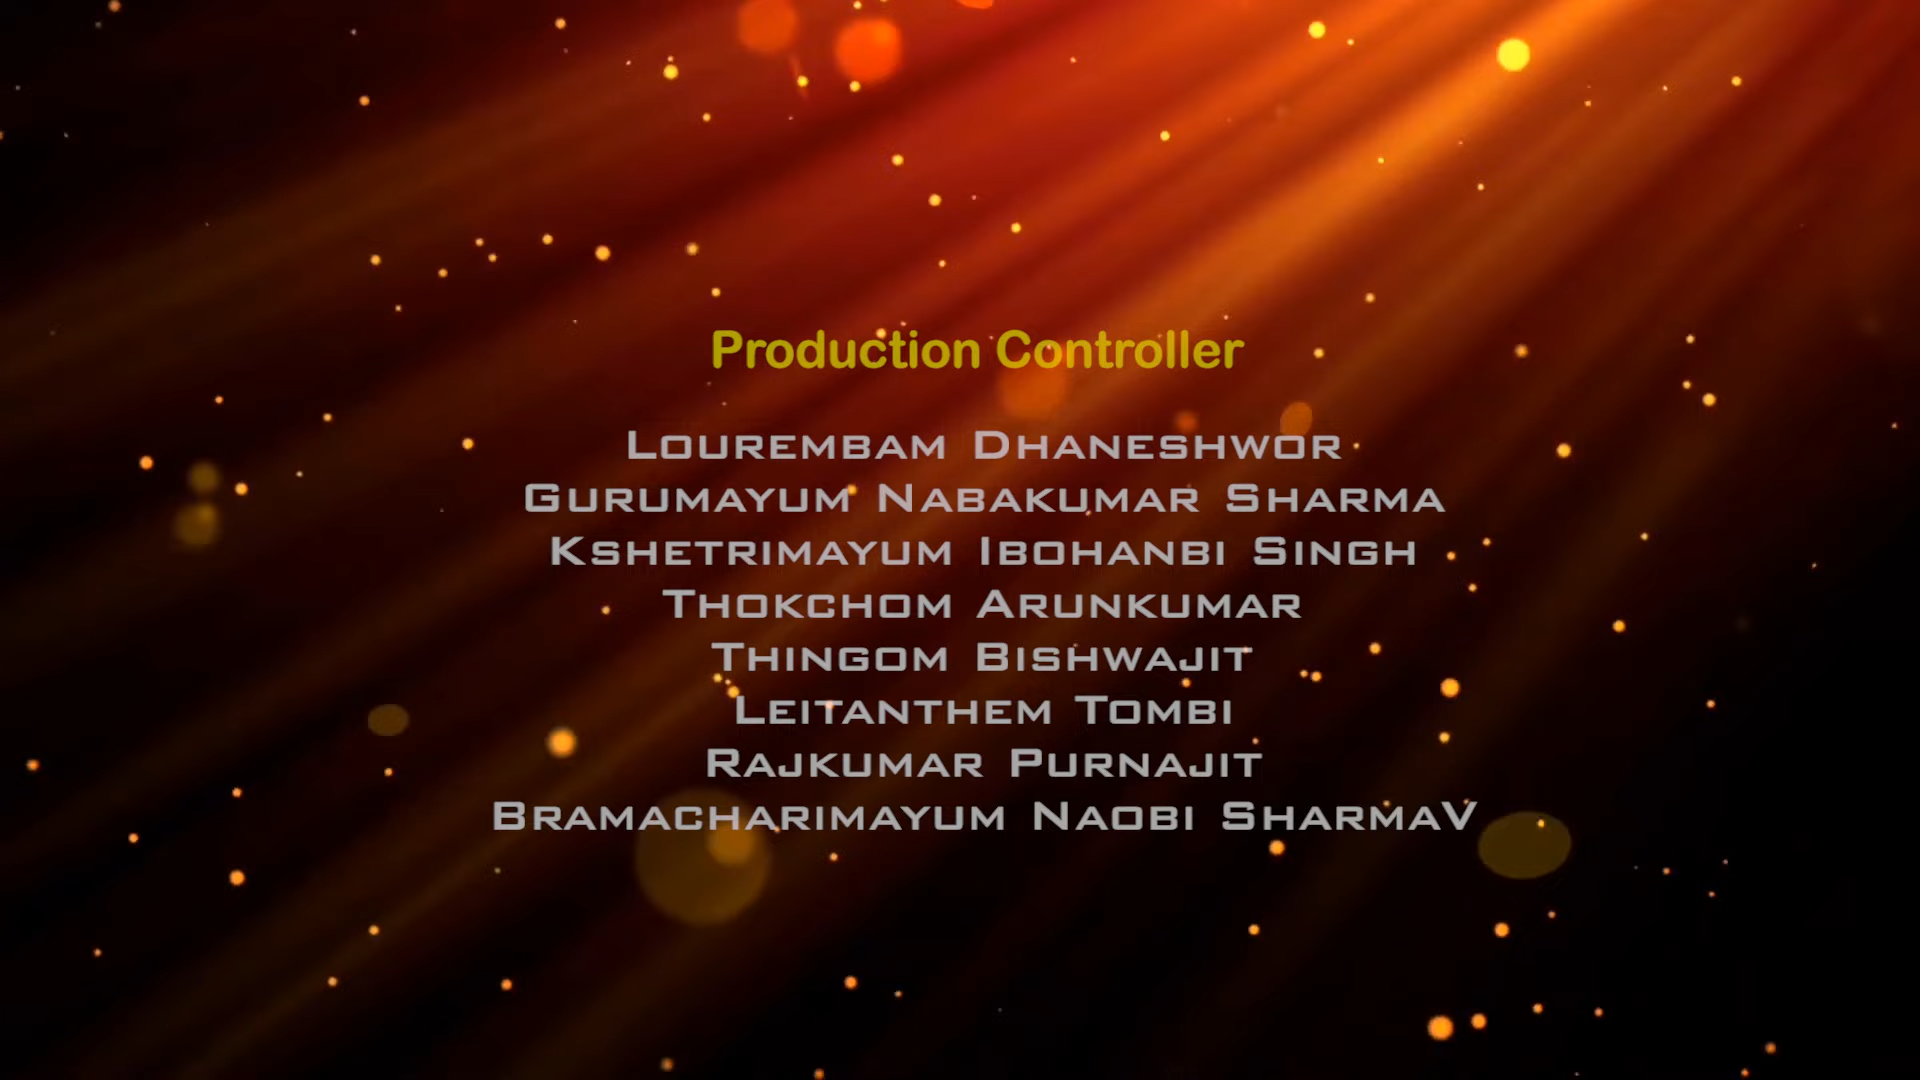 Production Controller
Lourembam Dhaneshwor
Gurumayum Nabakumar Sharma
Kshetrimayum Ibohanbi Singh
Thokchom Arunkumar
Thingom Bishwajit
Leitanthem Tombi
Rajkumar Purnajit
Bramacharimayum Naobi SharmaV